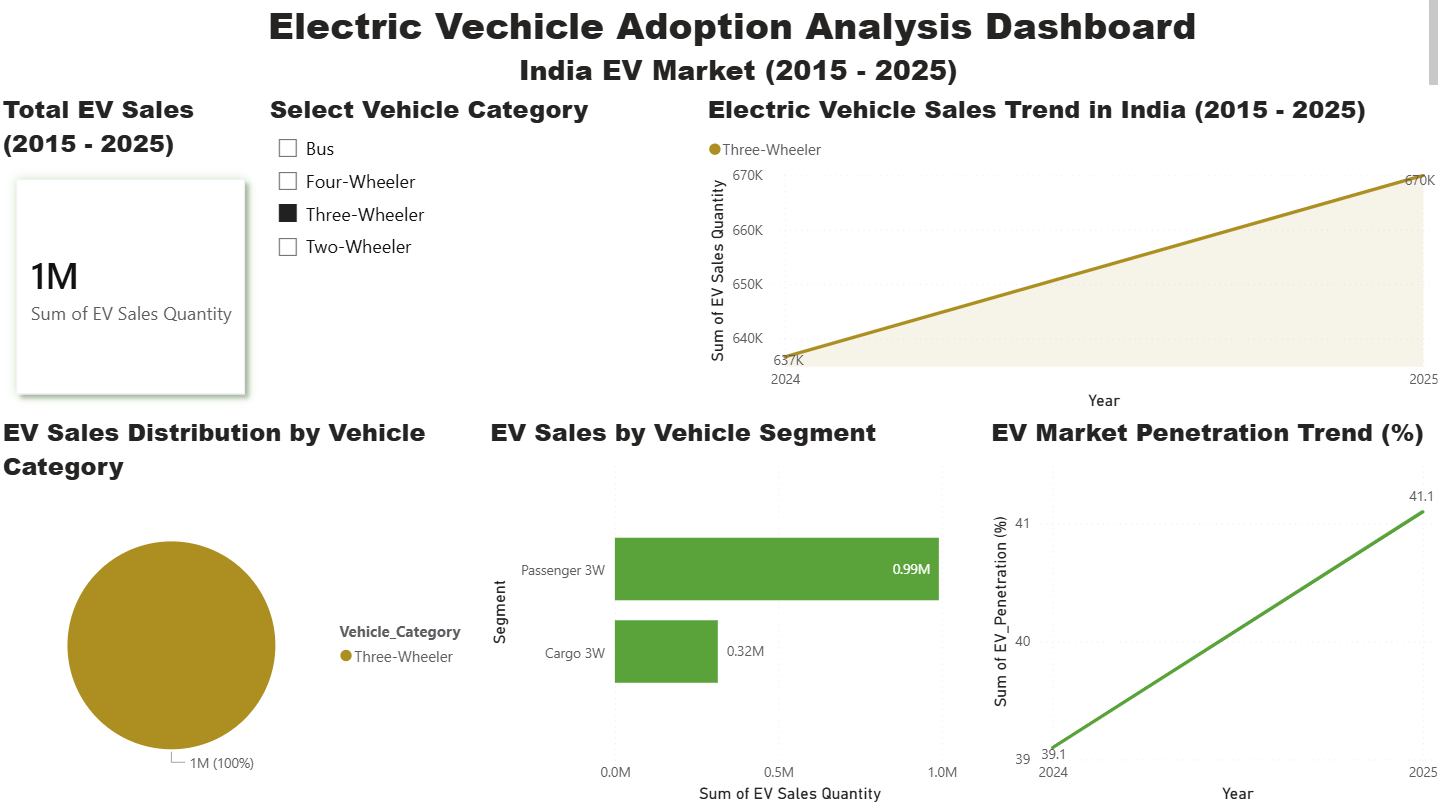 Electric Vechicle Adoption Analysis Dashboard
India EV Market (2015 - 2025)
Total EV Sales
(2015 - 2025)
1M
Sum of EV Sales Quantity
Select Vehicle Category
Bus
Four-Wheeler
Three-Wheeler
Two-Wheeler
Electric Vehicle Sales Trend in India (2015 - 2025)
Three-Wheeler
Sum of EV Sales Quantity
670K
660K
650K
640K
637K
670K
2024
2025
Year
EV Sales Distribution by Vehicle
Category
Vehicle_Category
Three-Wheeler
1M (100%)
EV Sales by Vehicle Segment
Segment
Passenger 3W
0.99M
Cargo 3W
0.32M
0.0M
0.5M
1.0M
Sum of EV Sales Quantity
EV Market Penetration Trend (%)
Sum of EV_Penetration (%)
41
40
39
39.1
41.1
2024
2025
Year